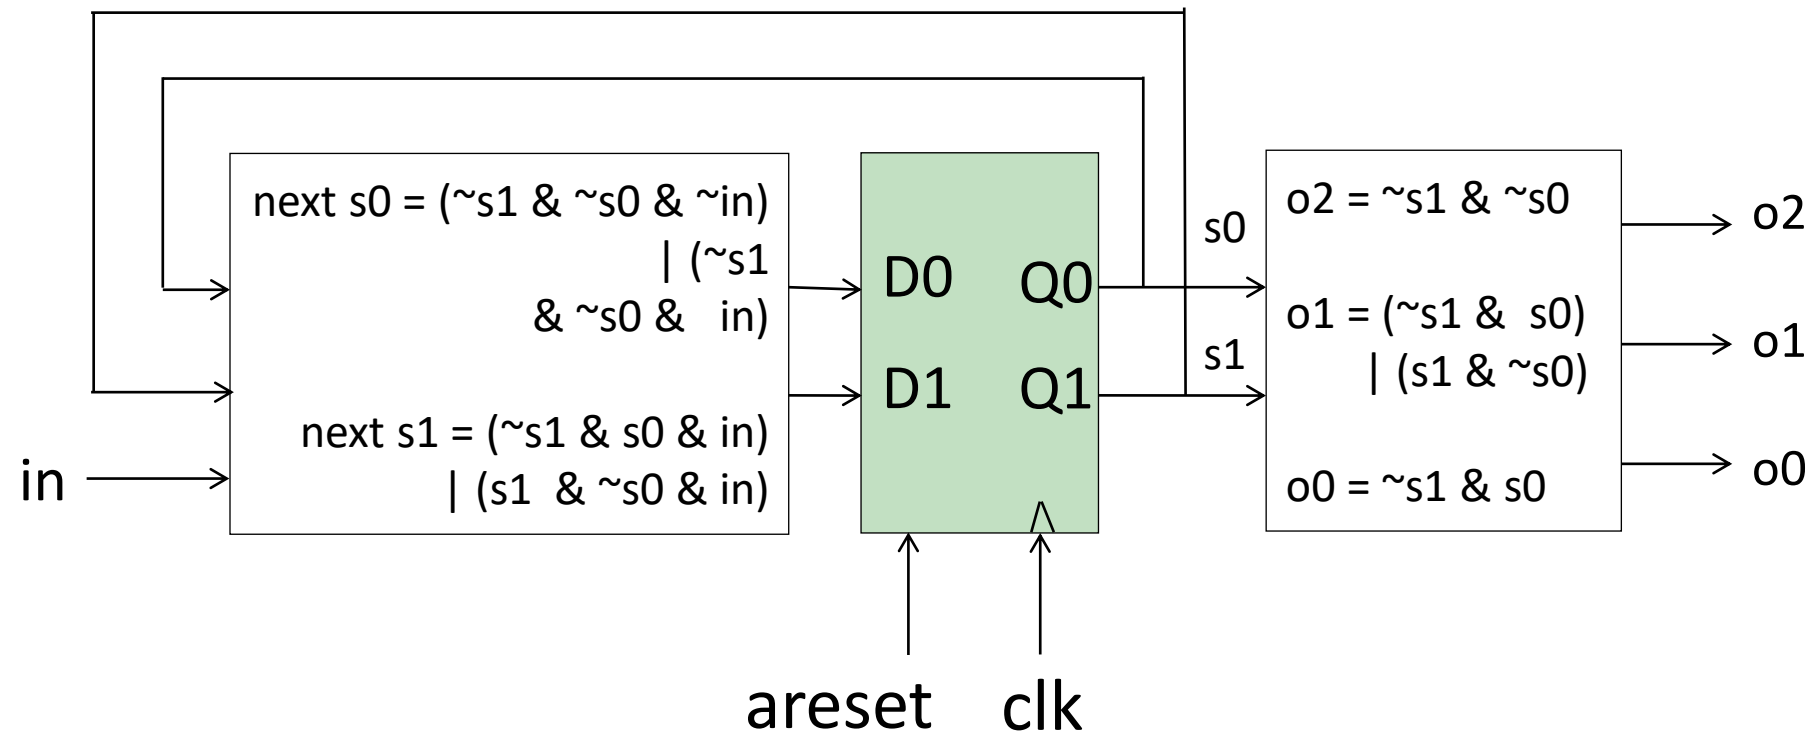 next s0 = (~s1 & ~s0 & ~in)
| (~s1
& ~s0 & in)
next s1 = (~s1 & s0 & in)
| (s1 & ~s0 & in)
in
D0 Q0
D1 Q1
areset clk
s0
s1
o2 = ~s1 & ~s0
o1 = (~s1 & s0)
| (s1 & ~s0)
o0 = ~s1 & s0
o2
o1
o0